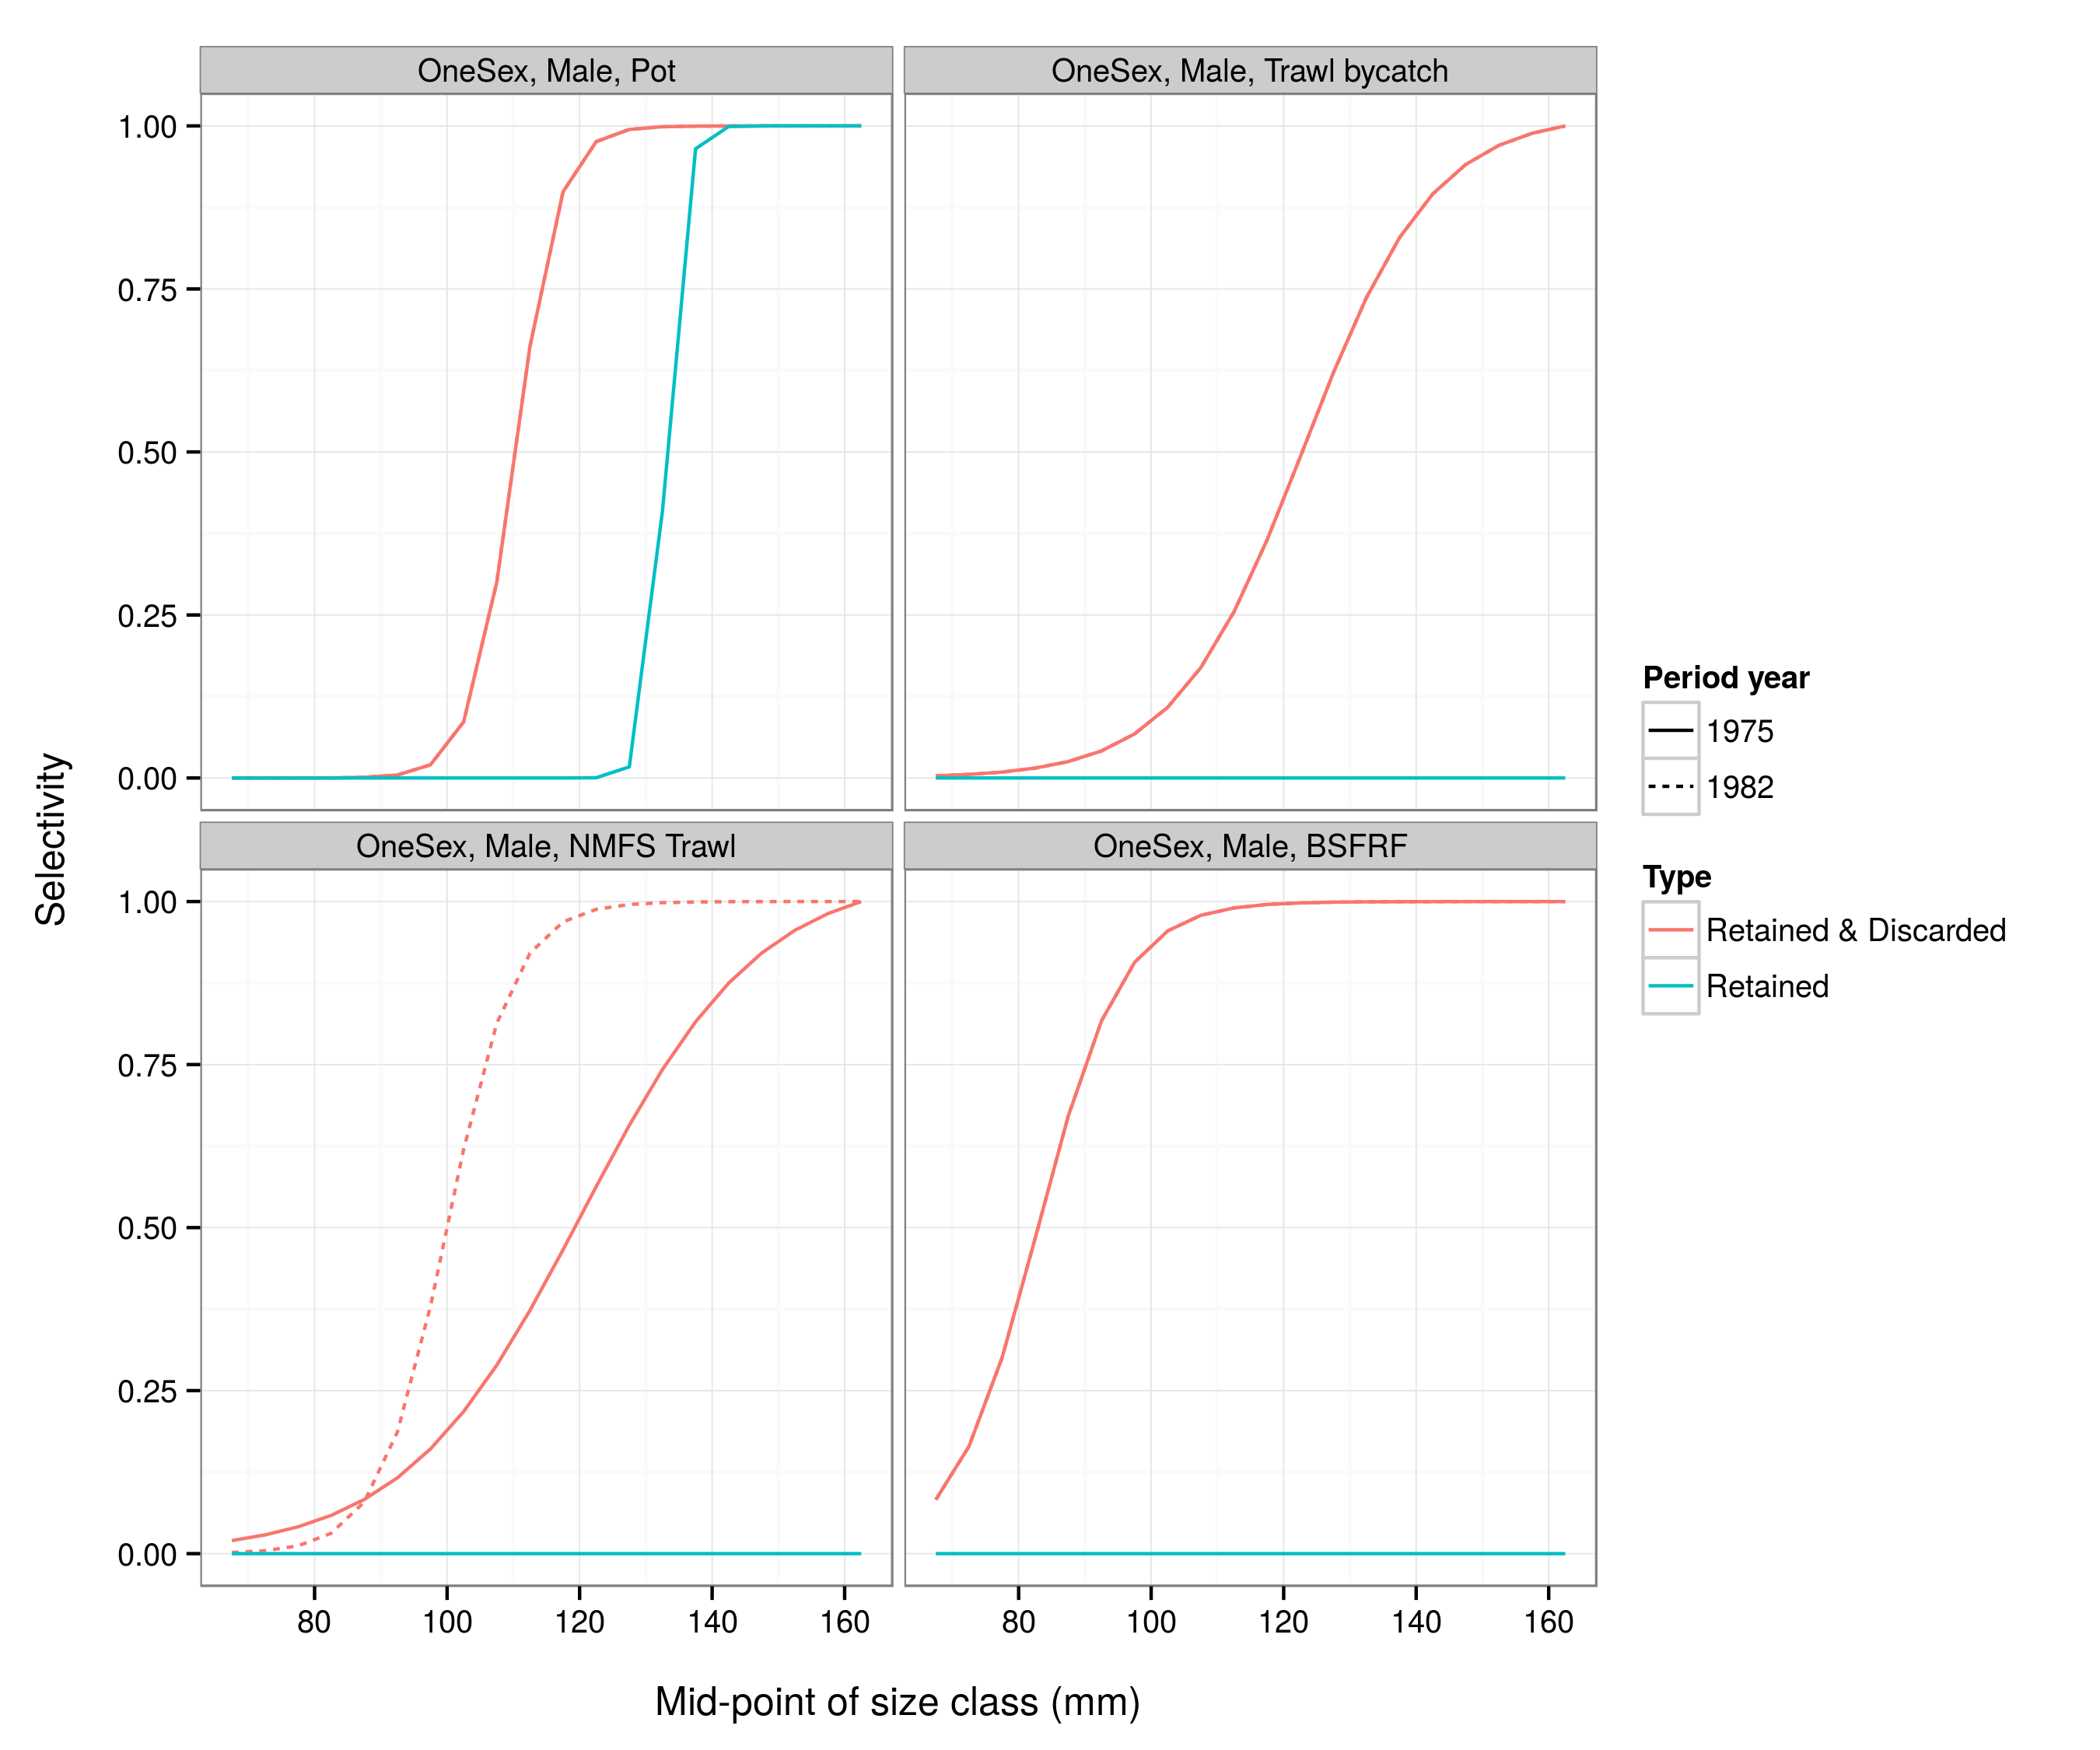 OneSex, Male, Pot
OneSex, Male, Trawl bycatch
1.00
0.75
0.50
0.25
0.00
OneSex, Male, NMFS Trawl
OneSex, Male, BSFRF
1.00
0.75
0.50
0.25
0.00
80 100 120 140 160
80 100 120 140 160
Selectivity
Mid-point of size class (mm)
Period year
1975
1982
Type
Retained & Discarded
Retained